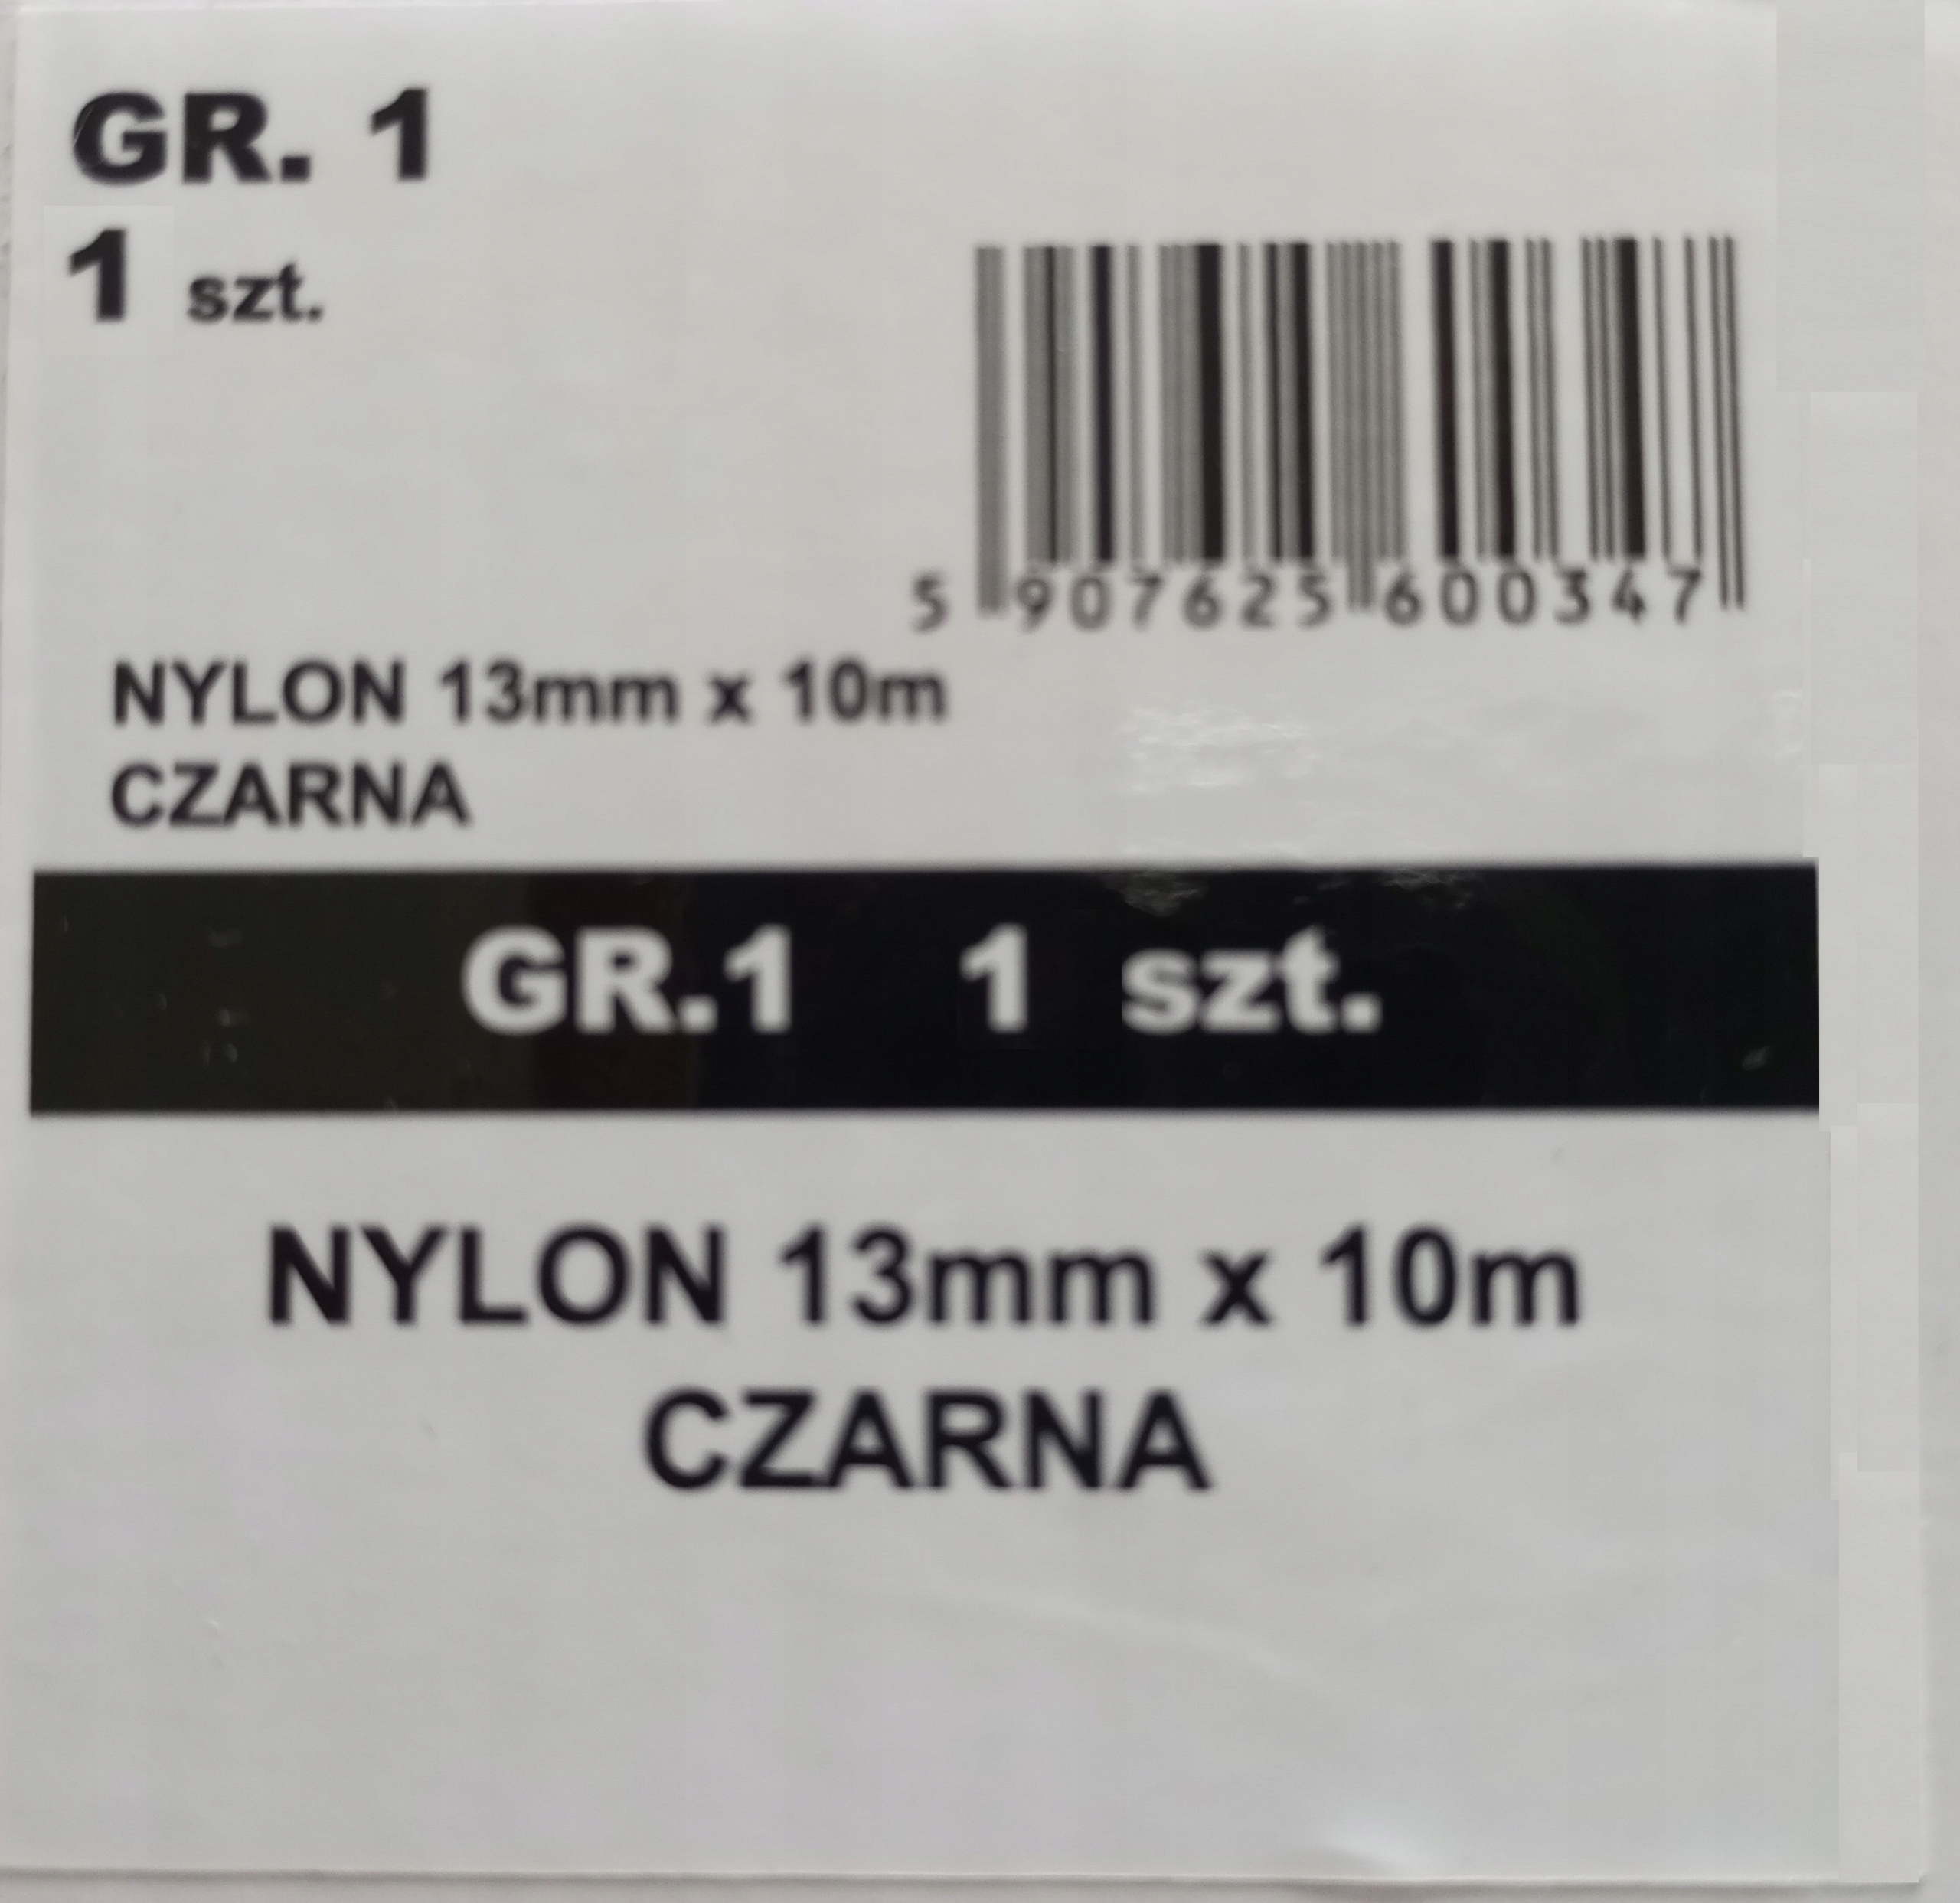 GR. 1
1 szt.
5 907625 600347
NYLON 13mm x 10m
CZARNA
GR.1 1 szt.
NYLON 13mm x 10m
CZARNA